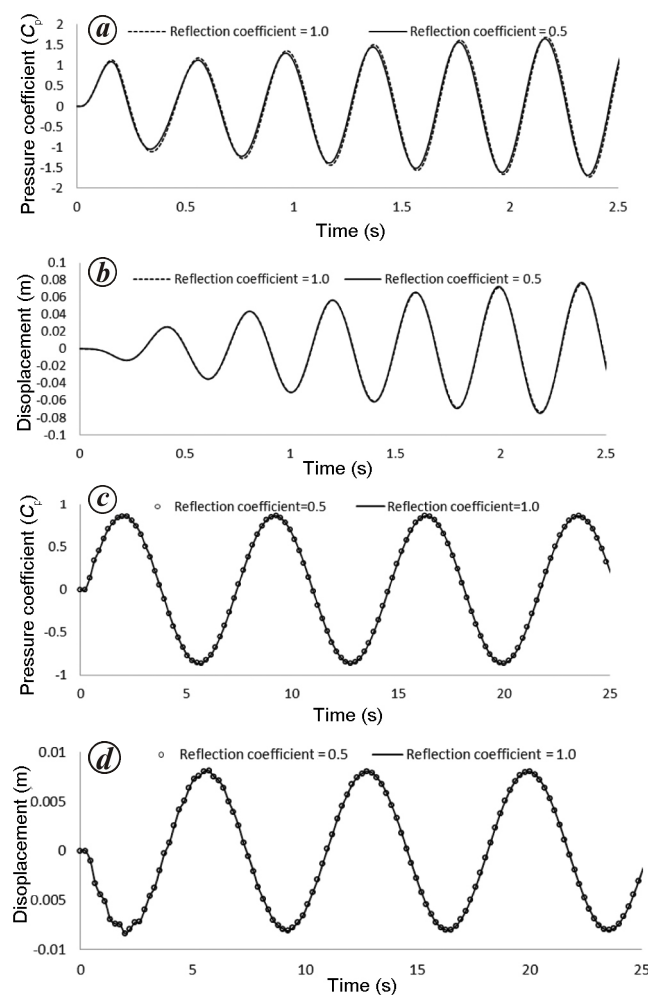 a
Reflection coefficient = 1.0 Reflection coefficient = 0.5
Pressure coefficient (Cp)
2
1.5
1
0.5
0
-0.5
-1
-1.5
-2
0 0.5 1 1.5 2 2.5
Time (s)
b
Reflection coefficient = 1.0 Reflection coefficient = 0.5
Disoplacement (m)
0.1
0.08
0.06
0.04
0.02
0
-0.02
-0.04
-0.06
-0.08
-0.1
0 0.5 1 1.5 2 2.5
Time (s)
c
Reflection coefficient=0.5 Reflection coefficient=1.0
Pressure coefficient (Cp)
1
0.5
0
-0.5
-1
0 5 10 15 20 25
Time (s)
d
Reflection coefficient = 0.5 Reflection coefficient = 1.0
Disoplacement (m)
0.01
0.005
0
0.005
-0.01
0 5 10 15 20 25
Time (s)